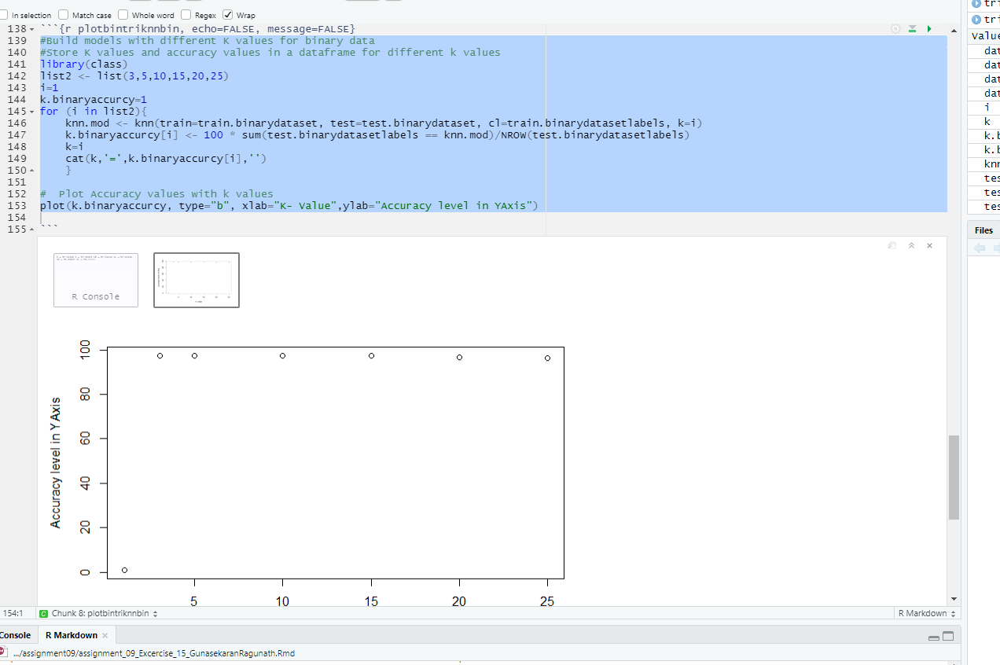 In selection Match case Whole word Regex Wrap
138 ```{r plotbintriknnbin, echo=FALSE, message=FALSE}
139 #Build models with different K values for binary data
140 #Store K values and accuracy values in a dataframe for different k values
141 library(class)
142 list2 <- list(3,5,10,15,20,25)
143 i=1
144 k.binaryaccurcy=1
145 for (i in list2){
146 knn.mod <- knn(train=train.binarydataset, test=test.binarydataset, cl=train.binarydatasetlabels, k=i)
147 k.binaryaccurcy[i] <- 100 * sum(test.binarydatasetlabels == knn.mod)/NROW(test.binarydatasetlabels)
148 k=i
149 cat(k,'=',k.binaryaccurcy[i],'')
150 }
151
152 # Plot Accuracy values with k values
153 plot(k.binaryaccurcy, type="b", xlab="K- Value",ylab="Accuracy level in YAxis")
154
155 ```
R Console
Accuracy level in YAxis
100
80
60
40
20
0
5 10 15 20 25
154:1 Chunk 8: plotbintriknnbin R Markdown
Console R Markdown
.../assignment09/assignment_09_Excercise_15_GunasekaranRagunath.Rmd
tri
tri
Value
dat
dat
dat
dat
i
k
k.b
k.b
knn
tes
tes
tes
Files